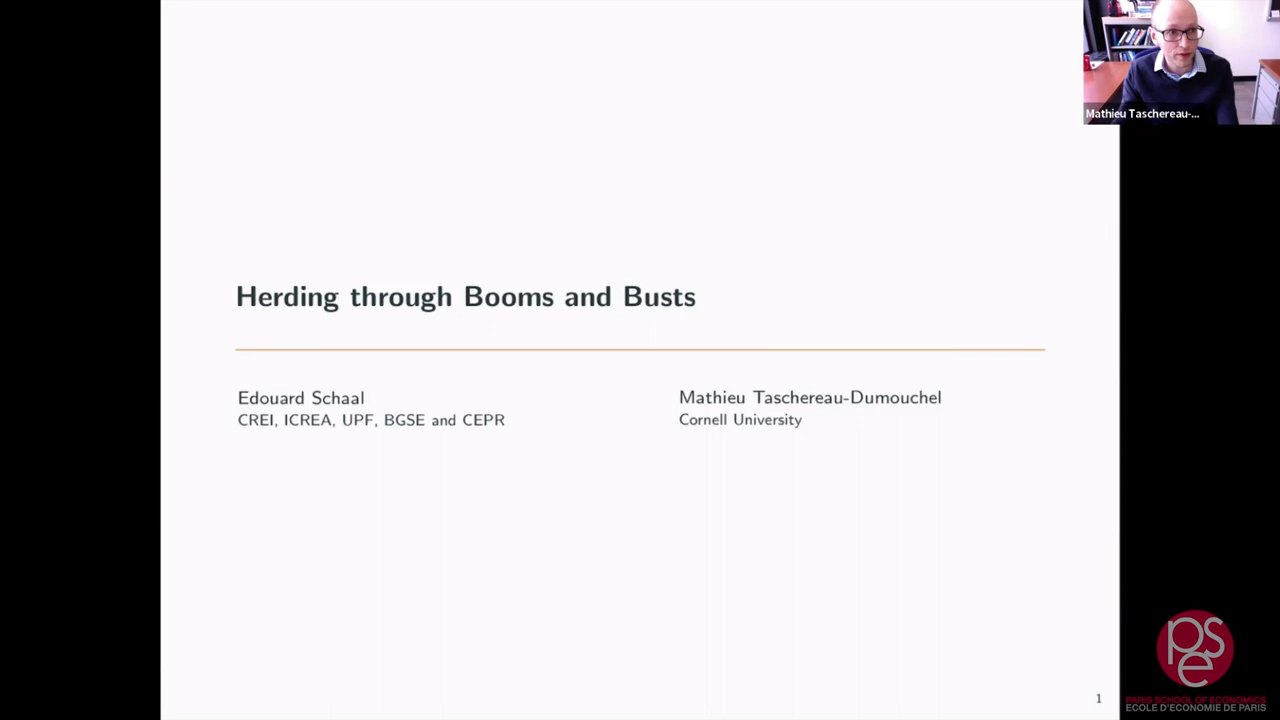 Mathieu Taschereau-...
Herding through Booms and Busts
Edouard Schaal
CREI, ICREA, UPF, BGSE and CEPR
Mathieu Taschereau-Dumouchel
Cornell University
1
pse
PARIS SCHOOL OF ECONOMICS
ECOLE D'ECONOMIE DE PARIS